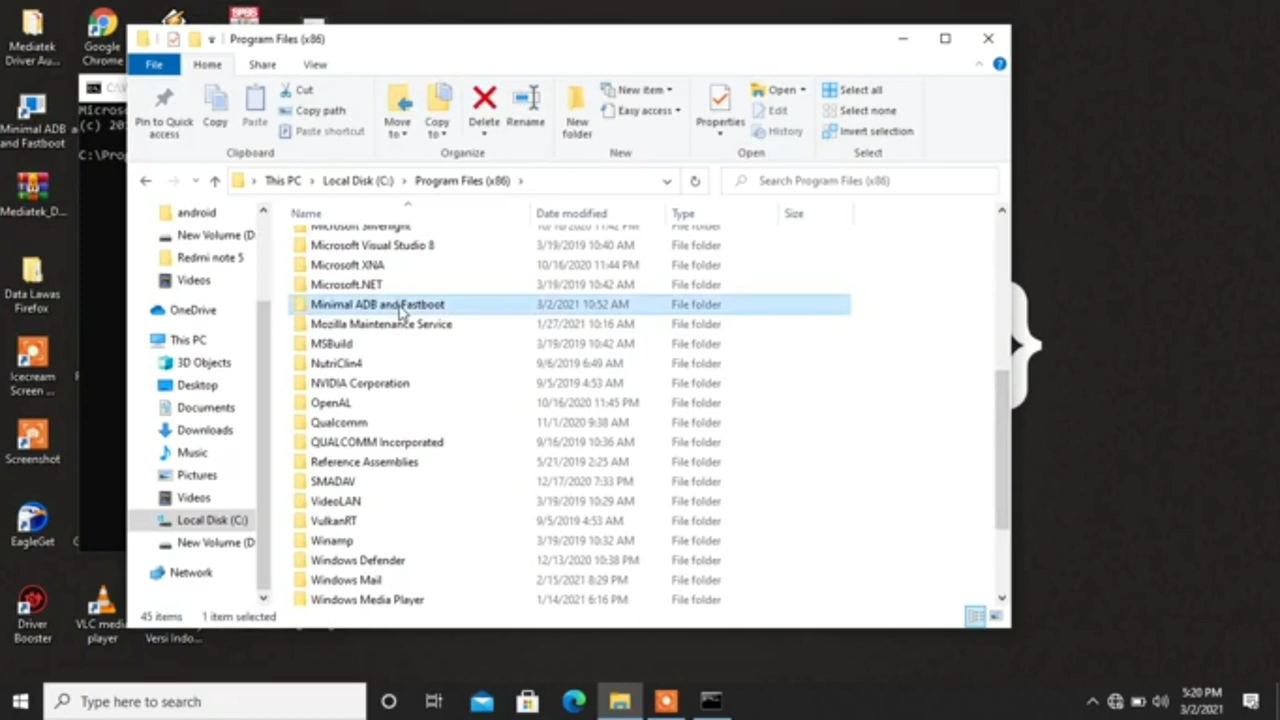 Mediatek
Driver Au...
Google
Chrome
SPSS
Minimal ADB a
and Fastboot
Mediatek_D...
Data Lawas
Firefox
Icecream
Screen ...
Screenshot
EagleGet
Driver
Booster
VLC medi
player
Versi Indo...
C:\
Micros
(c) 20
C:\Pro
Program Files (x86)
File
Home
Share
View
Pin to Quick
access
Copy
Paste
Cut
Copy path
Paste shortcut
Clipboard
Move
to
Copy
to
Delete
Rename
Organize
New
folder
New item
Easy access
New
Properties
Open
Edit
History
Open
Select all
Select none
Invert selection
Select
This PC > Local Disk (C:) > Program Files (x86) >
Search Program Files (x86)
android
New Volume (D
Redmi note 5
Videos
OneDrive
This PC
3D Objects
Desktop
Documents
Downloads
Music
Pictures
Videos
Local Disk (C:)
New Volume (D
Network
Name Date modified Type Size
Microsoft Silverlight 10/16/2020 11:42 PM File folder
Microsoft Visual Studio 8 3/19/2019 10:40 AM File folder
Microsoft XNA 10/16/2020 11:44 PM File folder
Microsoft.NET 3/19/2019 10:42 AM File folder
Minimal ADB and Fastboot 3/2/2021 10:52 AM File folder
Mozilla Maintenance Service 1/27/2021 10:16 AM File folder
MSBuild 3/19/2019 10:42 AM File folder
NutriClin4 9/6/2019 6:49 AM File folder
NVIDIA Corporation 9/5/2019 4:53 AM File folder
OpenAL 10/16/2020 11:45 PM File folder
Qualcomm 11/1/2020 9:38 AM File folder
QUALCOMM Incorporated 9/16/2019 10:36 AM File folder
Reference Assemblies 5/21/2019 2:25 AM File folder
SMADAV 12/17/2020 7:33 PM File folder
VideoLAN 3/19/2019 10:29 AM File folder
VulkanRT 9/5/2019 4:53 AM File folder
Winamp 3/19/2019 10:32 AM File folder
Windows Defender 12/13/2020 10:38 PM File folder
Windows Mail 2/15/2021 8:29 PM File folder
Windows Media Player 1/14/2021 6:16 PM File folder
45 items 1 item selected
Type here to search
5:20 PM
3/2/2021